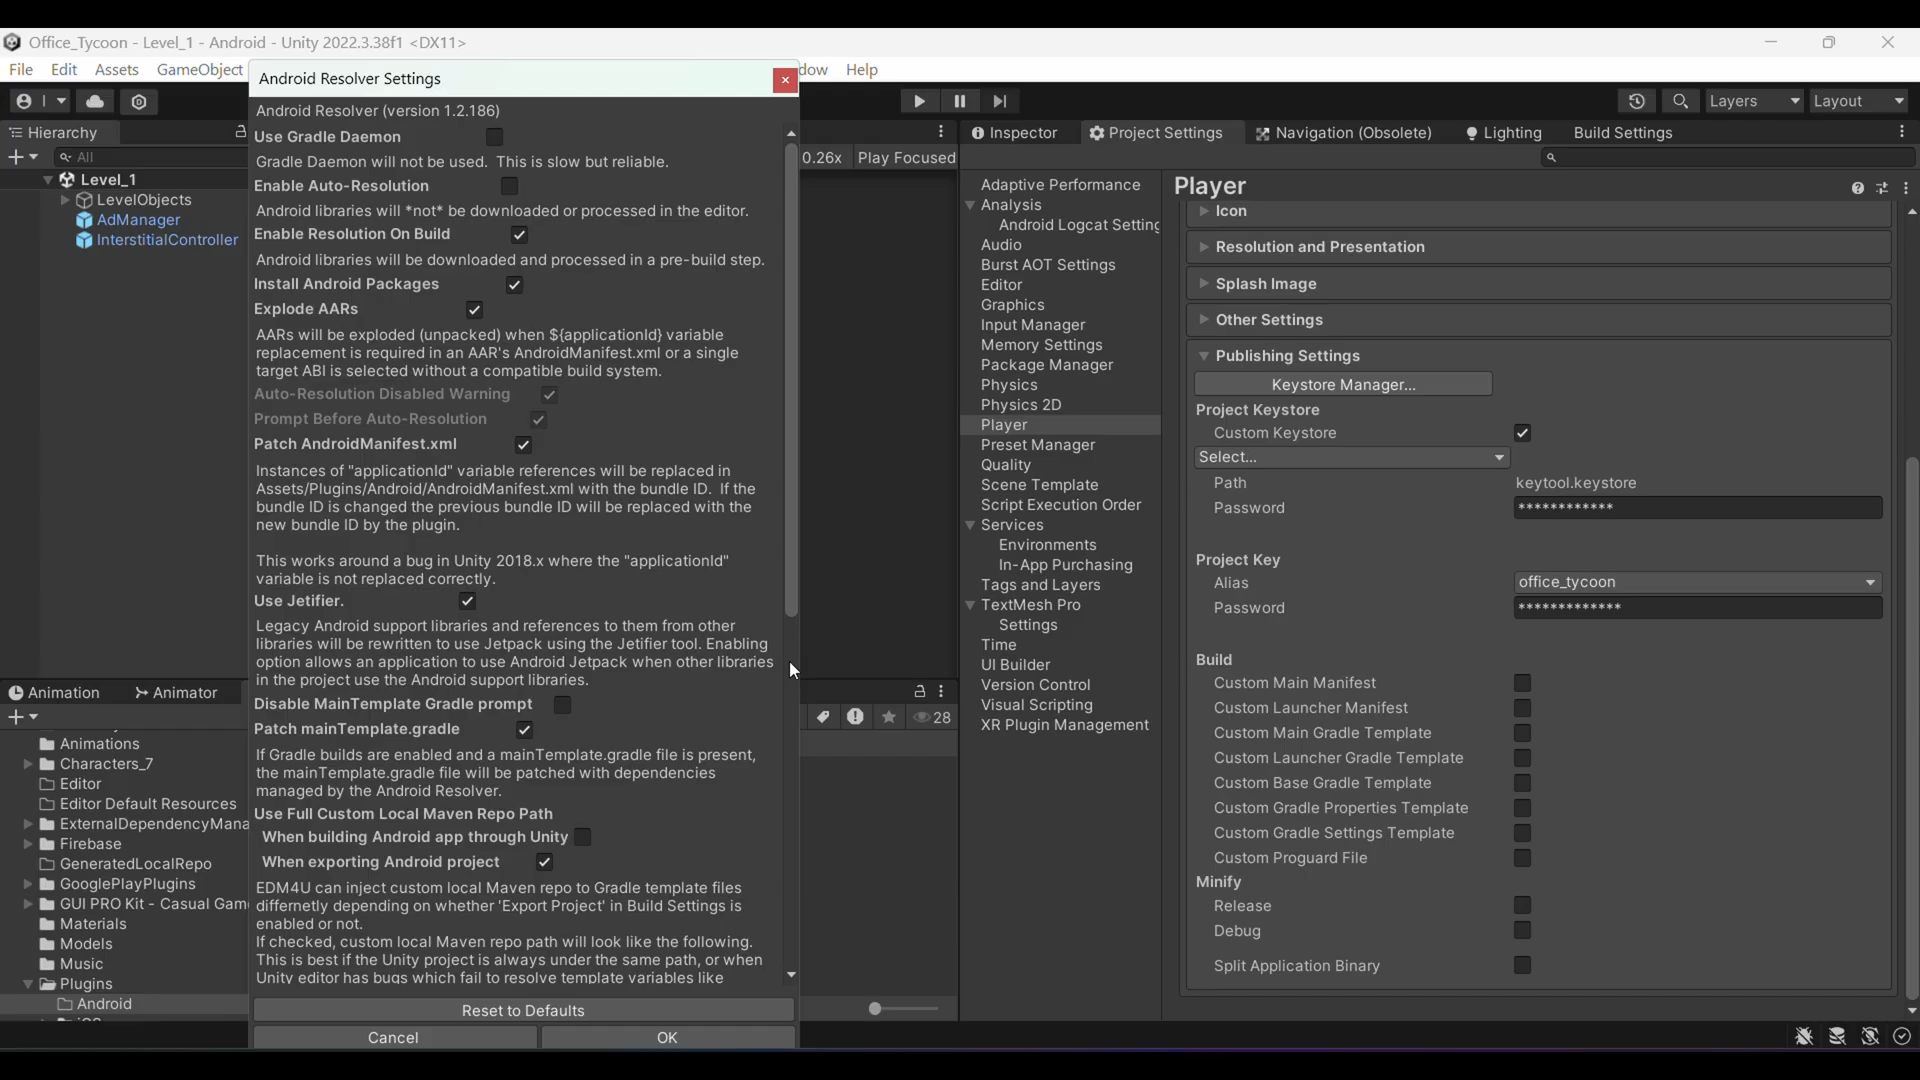 Office_Tycoon - Level_1 - Android - Unity 2022.3.38f1 <DX11>
File Edit Assets GameObject
dow Help
Android Resolver Settings
Android Resolver (version 1.2.186)
Use Gradle Daemon
Gradle Daemon will not be used. This is slow but reliable.
Enable Auto-Resolution
Android libraries will *not* be downloaded or processed in the editor.
Enable Resolution On Build
Android libraries will be downloaded and processed in a pre-build step.
Install Android Packages
Explode AARs
AARs will be exploded (unpacked) when ${applicationId} variable
replacement is required in an AAR's AndroidManifest.xml or a single
target ABI is selected without a compatible build system.
Auto-Resolution Disabled Warning
Prompt Before Auto-Resolution
Patch AndroidManifest.xml
Instances of "applicationId" variable references will be replaced in
Assets/Plugins/Android/AndroidManifest.xml with the bundle ID. If the
bundle ID is changed the previous bundle ID will be replaced with the
new bundle ID by the plugin.
This works around a bug in Unity 2018.x where the "applicationId"
variable is not replaced correctly.
Use Jetifier.
Legacy Android support libraries and references to them from other
libraries will be rewritten to use Jetpack using the Jetifier tool. Enabling
option allows an application to use Android Jetpack when other libraries
in the project use the Android support libraries.
Disable MainTemplate Gradle prompt
Patch mainTemplate.gradle
If Gradle builds are enabled and a mainTemplate.gradle file is present,
the mainTemplate.gradle file will be patched with dependencies
managed by the Android Resolver.
Use Full Custom Local Maven Repo Path
When building Android app through Unity
When exporting Android project
EDM4U can inject custom local Maven repo to Gradle template files
differnetly depending on whether 'Export Project' in Build Settings is
enabled or not.
If checked, custom local Maven repo path will look like the following.
This is best if the Unity project is always under the same path, or when
Unity editor has bugs which fail to resolve template variables like
Reset to Defaults
Cancel
OK
Hierarchy
All
Level_1
LevelObjects
AdManager
InterstitialController
0.26x Play Focused
Animation Animator
28
Animations
Characters_7
Editor
Editor Default Resources
ExternalDependencyMana
Firebase
GeneratedLocalRepo
GooglePlayPlugins
GUI PRO Kit - Casual Gam
Materials
Models
Music
Plugins
Android
Layers Layout
Inspector Project Settings Navigation (Obsolete) Lighting Build Settings
Adaptive Performance
Analysis
Android Logcat Setting
Audio
Burst AOT Settings
Editor
Graphics
Input Manager
Memory Settings
Package Manager
Physics
Physics 2D
Player
Preset Manager
Quality
Scene Template
Script Execution Order
Services
Environments
In-App Purchasing
Tags and Layers
TextMesh Pro
Settings
Time
UI Builder
Version Control
Visual Scripting
XR Plugin Management
Player
Icon
Resolution and Presentation
Splash Image
Other Settings
Publishing Settings
Keystore Manager...
Project Keystore
Custom Keystore
Select...
Path keytool.keystore
Password ************
Project Key
Alias office_tycoon
Password *************
Build
Custom Main Manifest
Custom Launcher Manifest
Custom Main Gradle Template
Custom Launcher Gradle Template
Custom Base Gradle Template
Custom Gradle Properties Template
Custom Gradle Settings Template
Custom Proguard File
Minify
Release
Debug
Split Application Binary